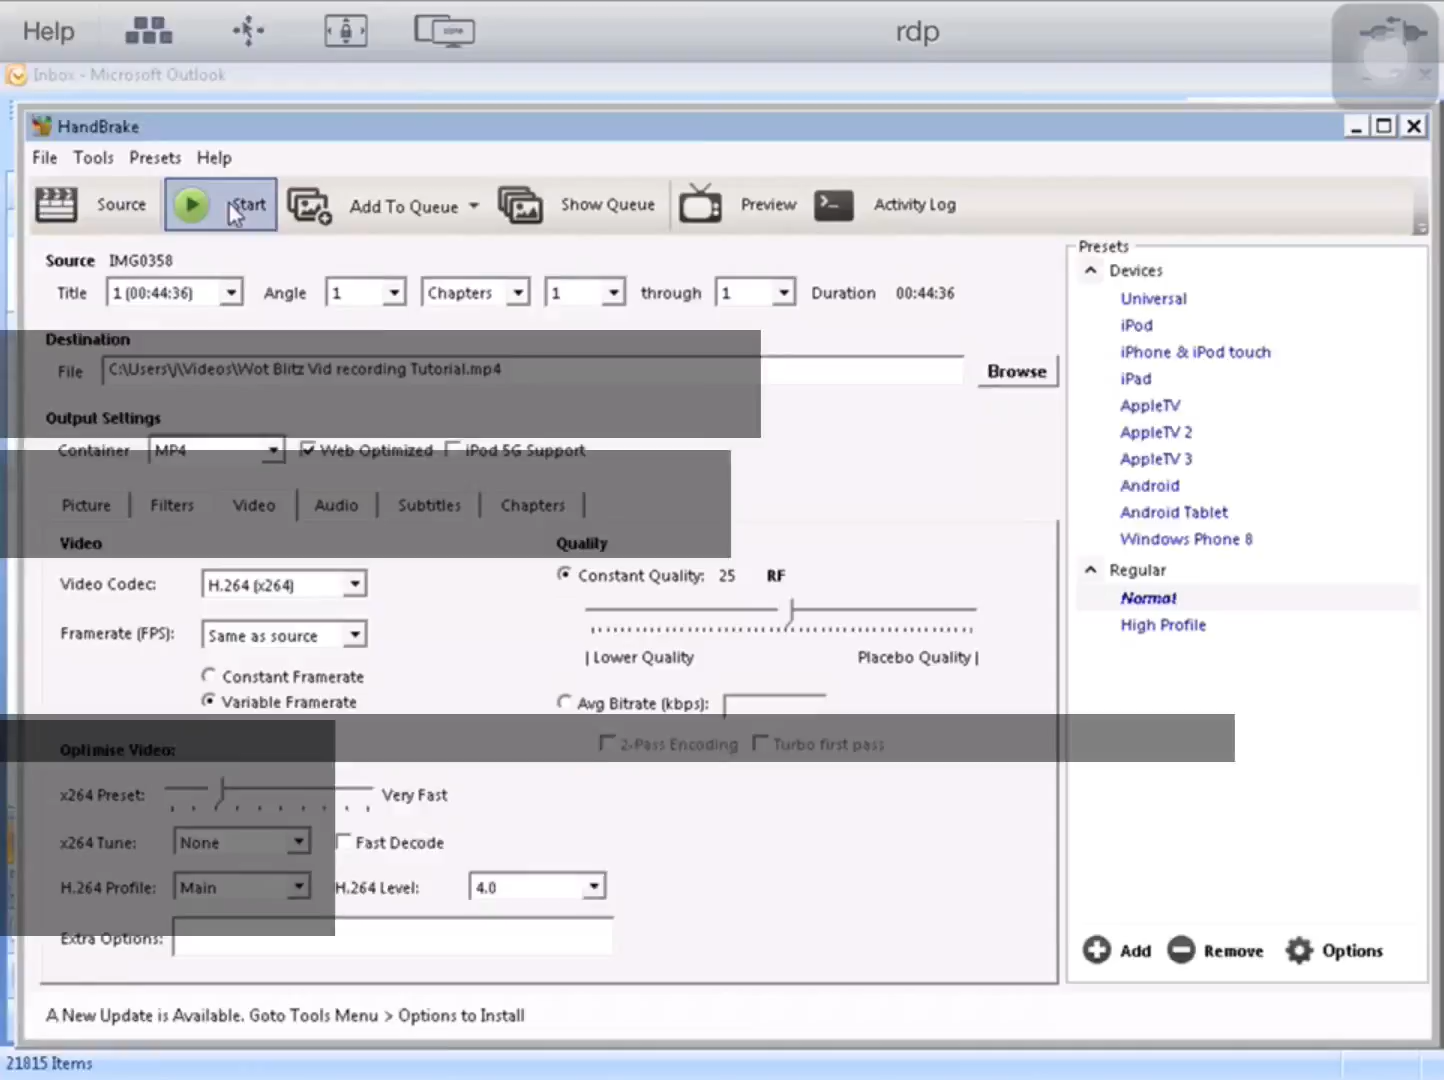 Help rdp
Inbox - Microsoft Outlook
HandBrake
File Tools Presets Help
Source Start Add To Queue Show Queue Preview Activity Log
Source IMG0358
Title 1 (00:44:36) Angle 1 Chapters 1 through 1 Duration 00:44:36
Destination
File C:\Users\j\Videos\Wot Blitz Vid recording Tutorial.mp4 Browse
Output Settings
Container MP4 Web Optimized iPod 5G Support
Picture Filters Video Audio Subtitles Chapters
Video Quality
Video Codec: H.264 (x264) Constant Quality: 25 RF
Framerate (FPS): Same as source
| Lower Quality Placebo Quality |
Constant Framerate
Variable Framerate Avg Bitrate (kbps):
Optimise Video: 2-Pass Encoding Turbo first pass
x264 Preset: Very Fast
x264 Tune: None Fast Decode
H.264 Profile: Main H.264 Level: 4.0
Extra Options:
Presets
Devices
Universal
iPod
iPhone & iPod touch
iPad
AppleTV
AppleTV 2
AppleTV 3
Android
Android Tablet
Windows Phone 8
Regular
Normal
High Profile
Add Remove Options
A New Update is Available. Goto Tools Menu > Options to Install
21815 Items